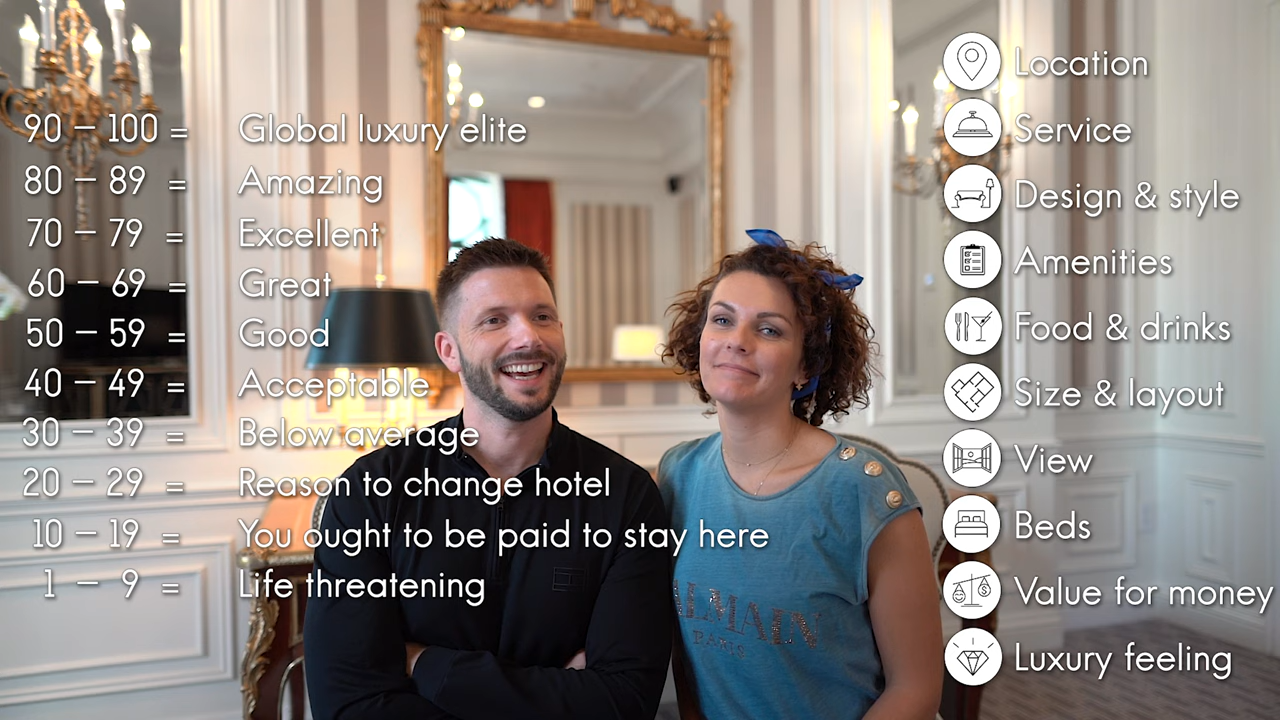 90 – 100 = Global luxury elite
80 – 89 = Amazing
70 – 79 = Excellent
60 – 69 = Great
50 – 59 = Good
40 – 49 = Acceptable
30 – 39 = Below average
20 – 29 = Reason to change hotel
10 – 19 = You ought to be paid to stay here
1 – 9 = Life threatening
Location
Service
Design & style
Amenities
Food & drinks
Size & layout
View
Beds
Value for money
Luxury feeling
ALMAIN
PARIS